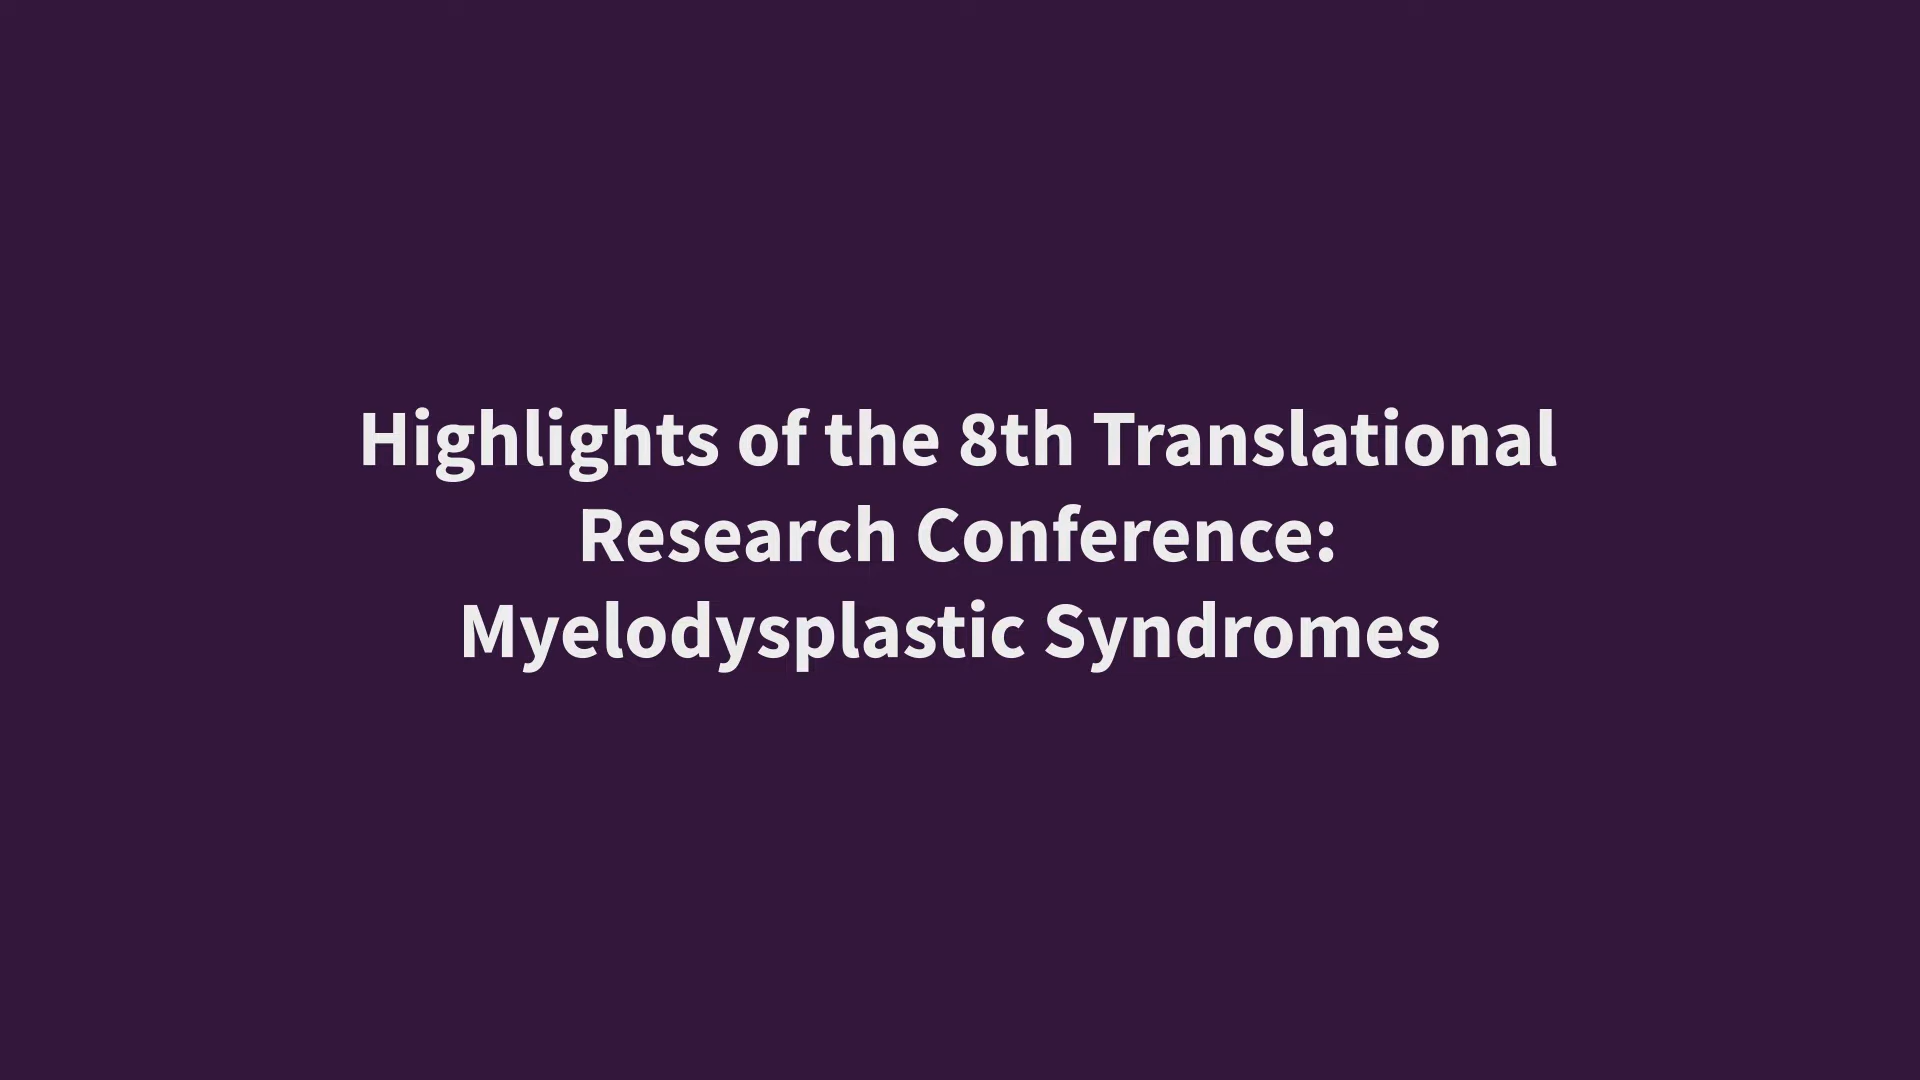 Highlights of the 8th Translational
Research Conference:
Myelodysplastic Syndromes